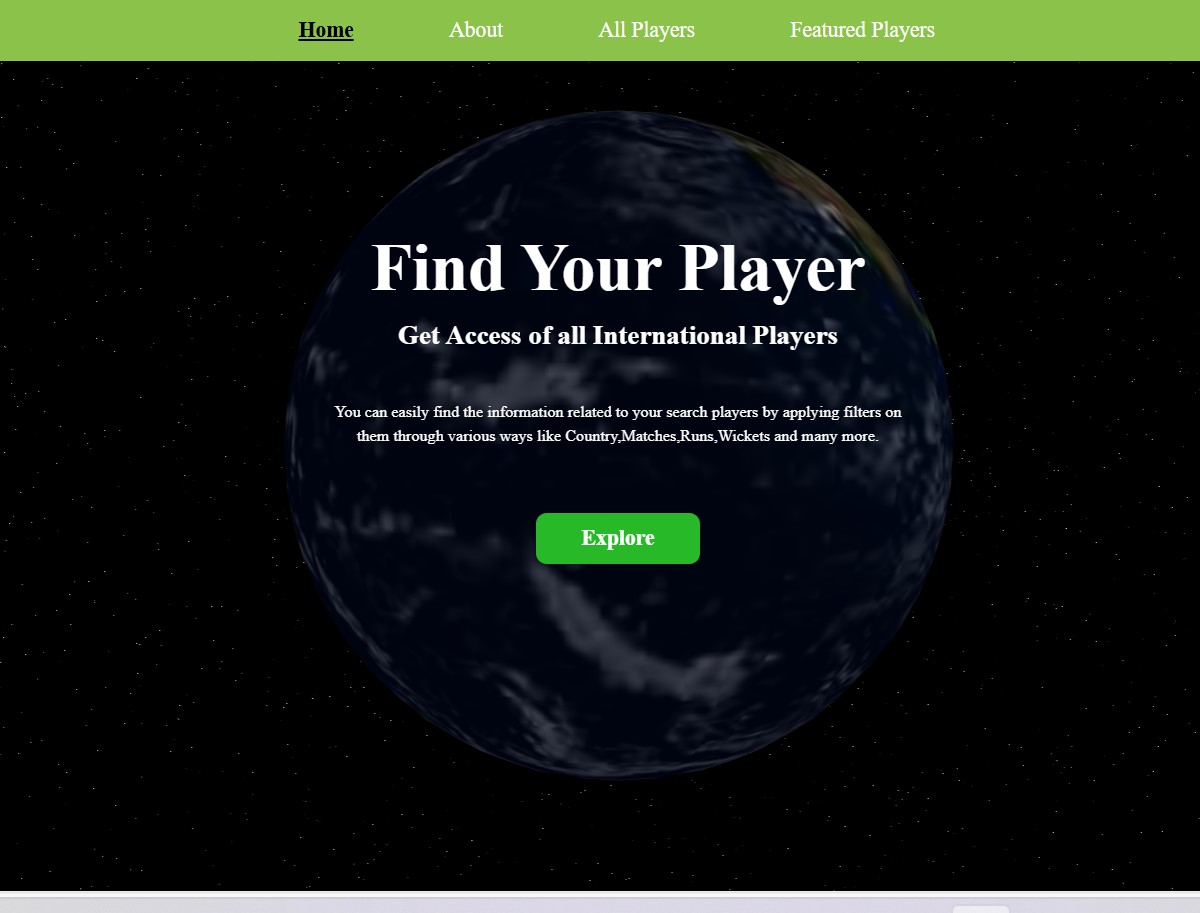 Home About All Players Featured Players
Find Your Player
Get Access of all International Players
You can easily find the information related to your search players by applying filters on
them through various ways like Country,Matches,Runs,Wickets and many more.
Explore